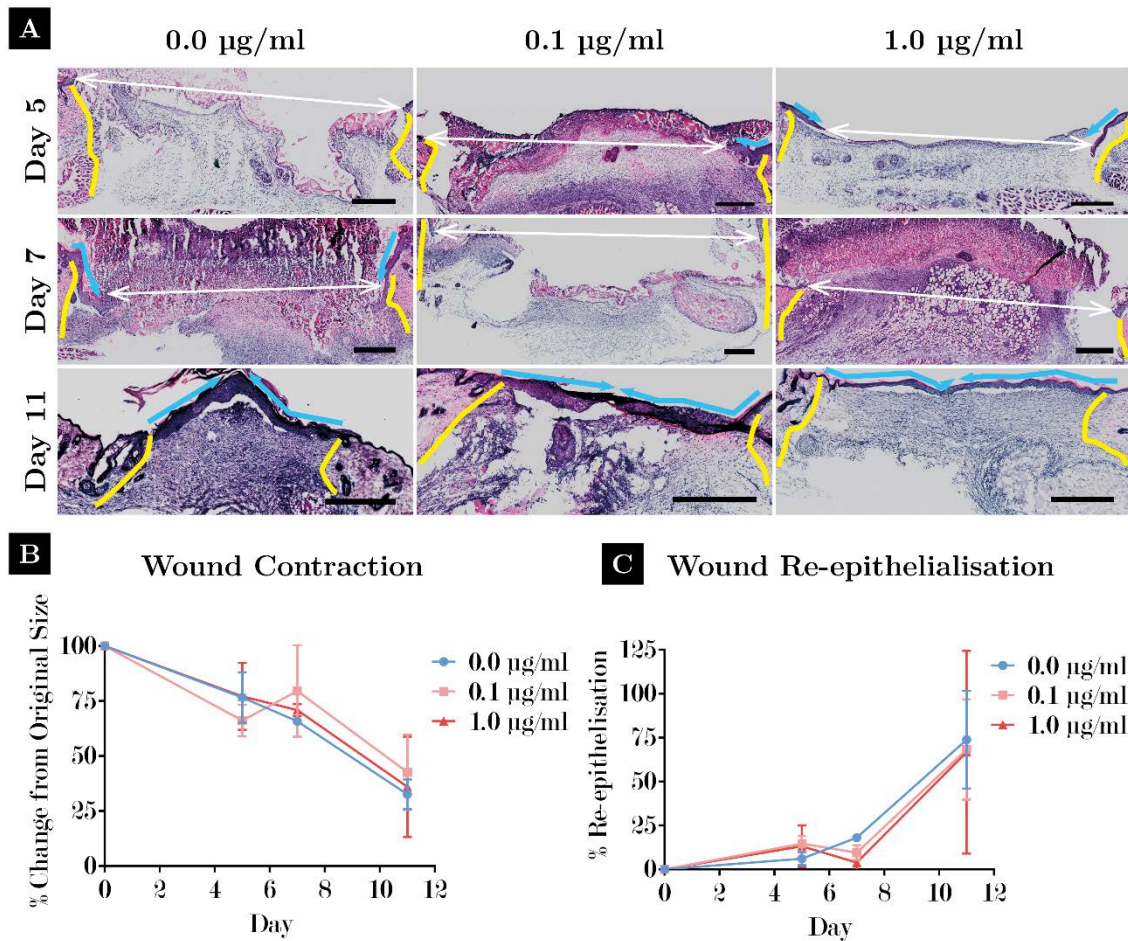 A
0.0 µg/ml 0.1 µg/ml 1.0 µg/ml
Day 5
Day 7
Day 11
B Wound Contraction
% Change from Original Size
100
75
50
25
0
0 2 4 6 8 10 12
Day
0.0 µg/ml
0.1 µg/ml
1.0 µg/ml
C Wound Re-epithelialisation
% Re-epithelisation
125
100
75
50
25
0
0 2 4 6 8 10 12
Day
0.0 µg/ml
0.1 µg/ml
1.0 µg/ml